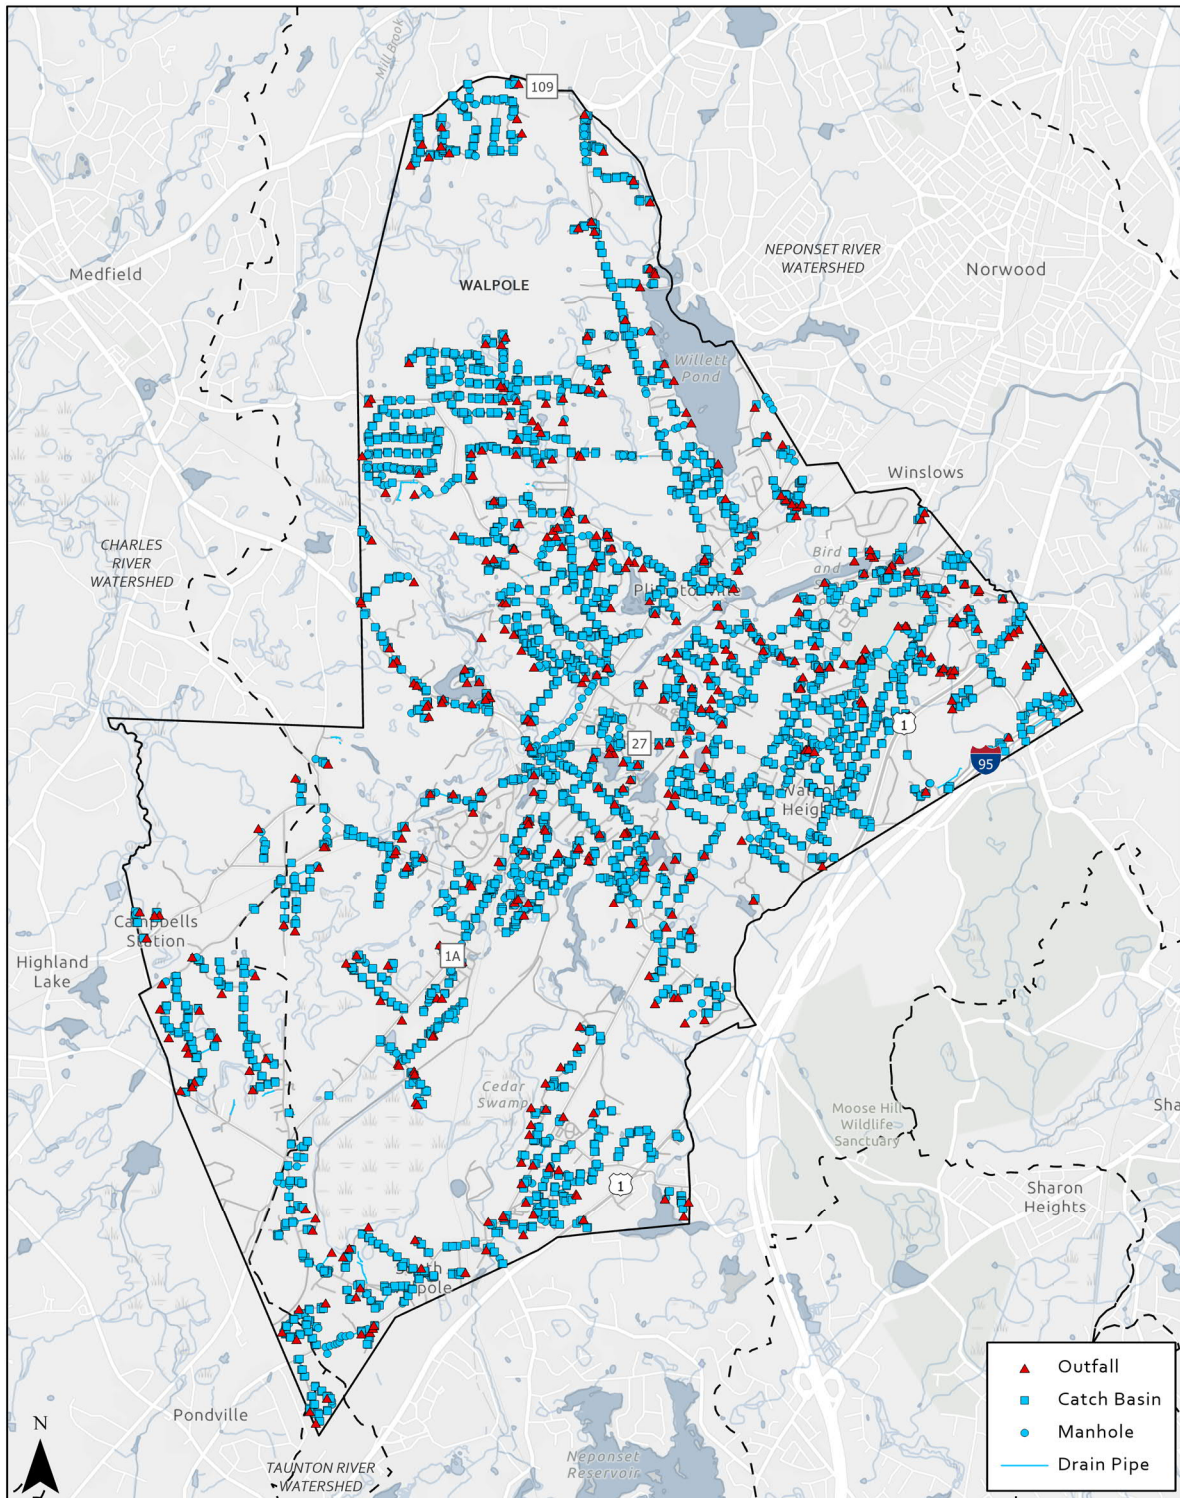 Mill Brook
109
Medfield
NEPONSET RIVER
WATERSHED
Norwood
WALPOLE
Willett
Pond
Winslows
CHARLES
RIVER
WATERSHED
Bird
and
1
27
95
Campbells
Station
Highland
Lake
1A
Cedar
Swamp
Moose Hill
Wildlife
Sanctuary
Sharon
Heights
1
Pondville
TAUNTON RIVER
WATERSHED
Neponset
Reservoir
N
Outfall
Catch Basin
Manhole
Drain Pipe